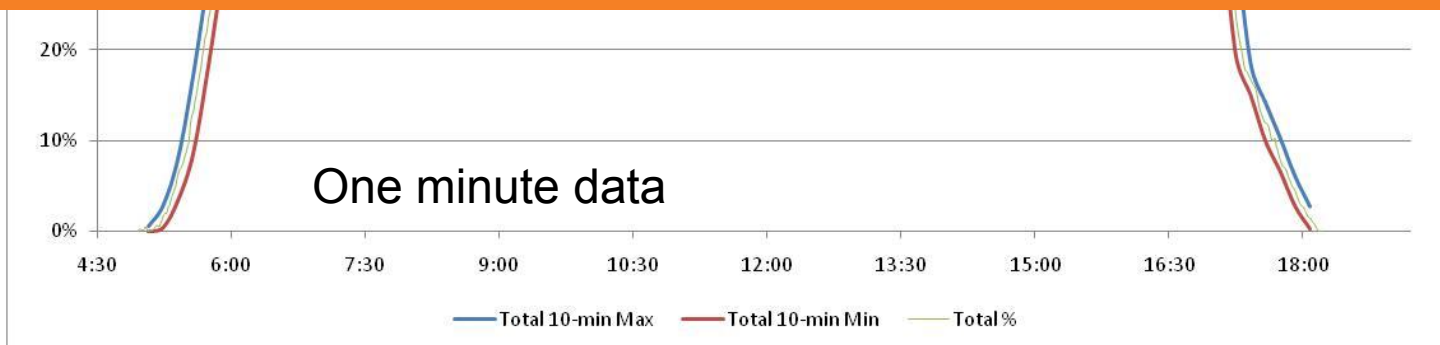 20%
10%
One minute data
0%
4:30 6:00 7:30 9:00 10:30 12:00 13:30 15:00 16:30 18:00
Total 10-min Max Total 10-min Min Total %